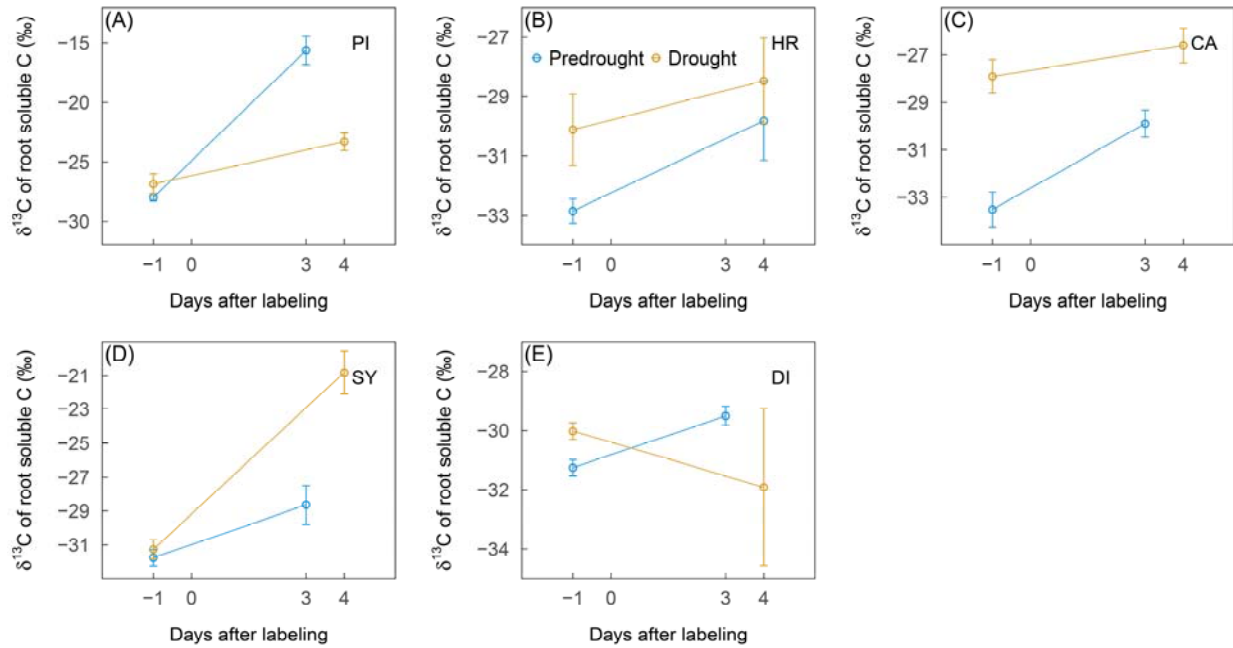 (A)
PI
δ¹³C of root soluble C (‰)
−15
−20
−25
−30
−1 0 3 4
Days after labeling
(B)
HR
Predrought Drought
δ¹³C of root soluble C (‰)
−27
−29
−31
−33
−1 0 3 4
Days after labeling
(C)
CA
δ¹³C of root soluble C (‰)
−27
−29
−31
−33
−1 0 3 4
Days after labeling
(D)
SY
δ¹³C of root soluble C (‰)
−21
−23
−25
−27
−29
−31
−1 0 3 4
Days after labeling
(E)
DI
δ¹³C of root soluble C (‰)
−28
−30
−32
−34
−1 0 3 4
Days after labeling